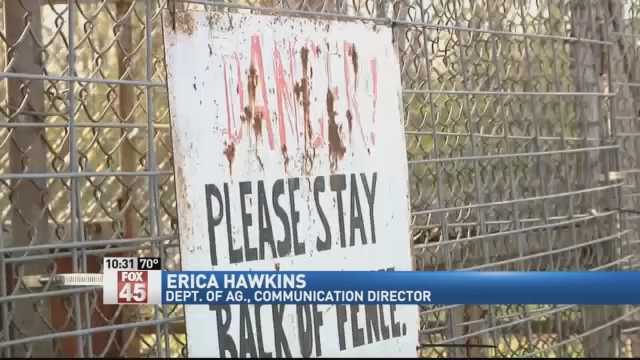 DANGER!
PLEASE STAY
BACK OF FENCE.
10:31 70°
FOX
45
ERICA HAWKINS
DEPT. OF AG., COMMUNICATION DIRECTOR